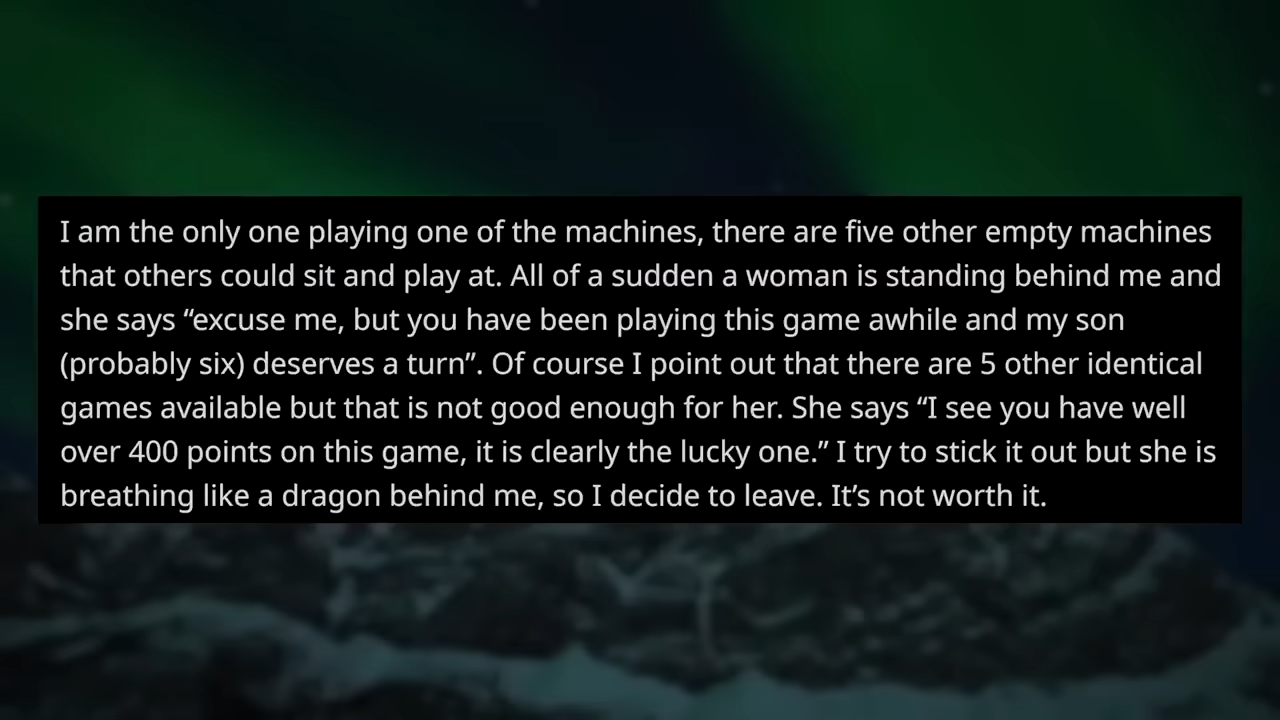 I am the only one playing one of the machines, there are five other empty machines
that others could sit and play at. All of a sudden a woman is standing behind me and
she says “excuse me, but you have been playing this game awhile and my son
(probably six) deserves a turn”. Of course I point out that there are 5 other identical
games available but that is not good enough for her. She says “I see you have well
over 400 points on this game, it is clearly the lucky one.” I try to stick it out but she is
breathing like a dragon behind me, so I decide to leave. It’s not worth it.